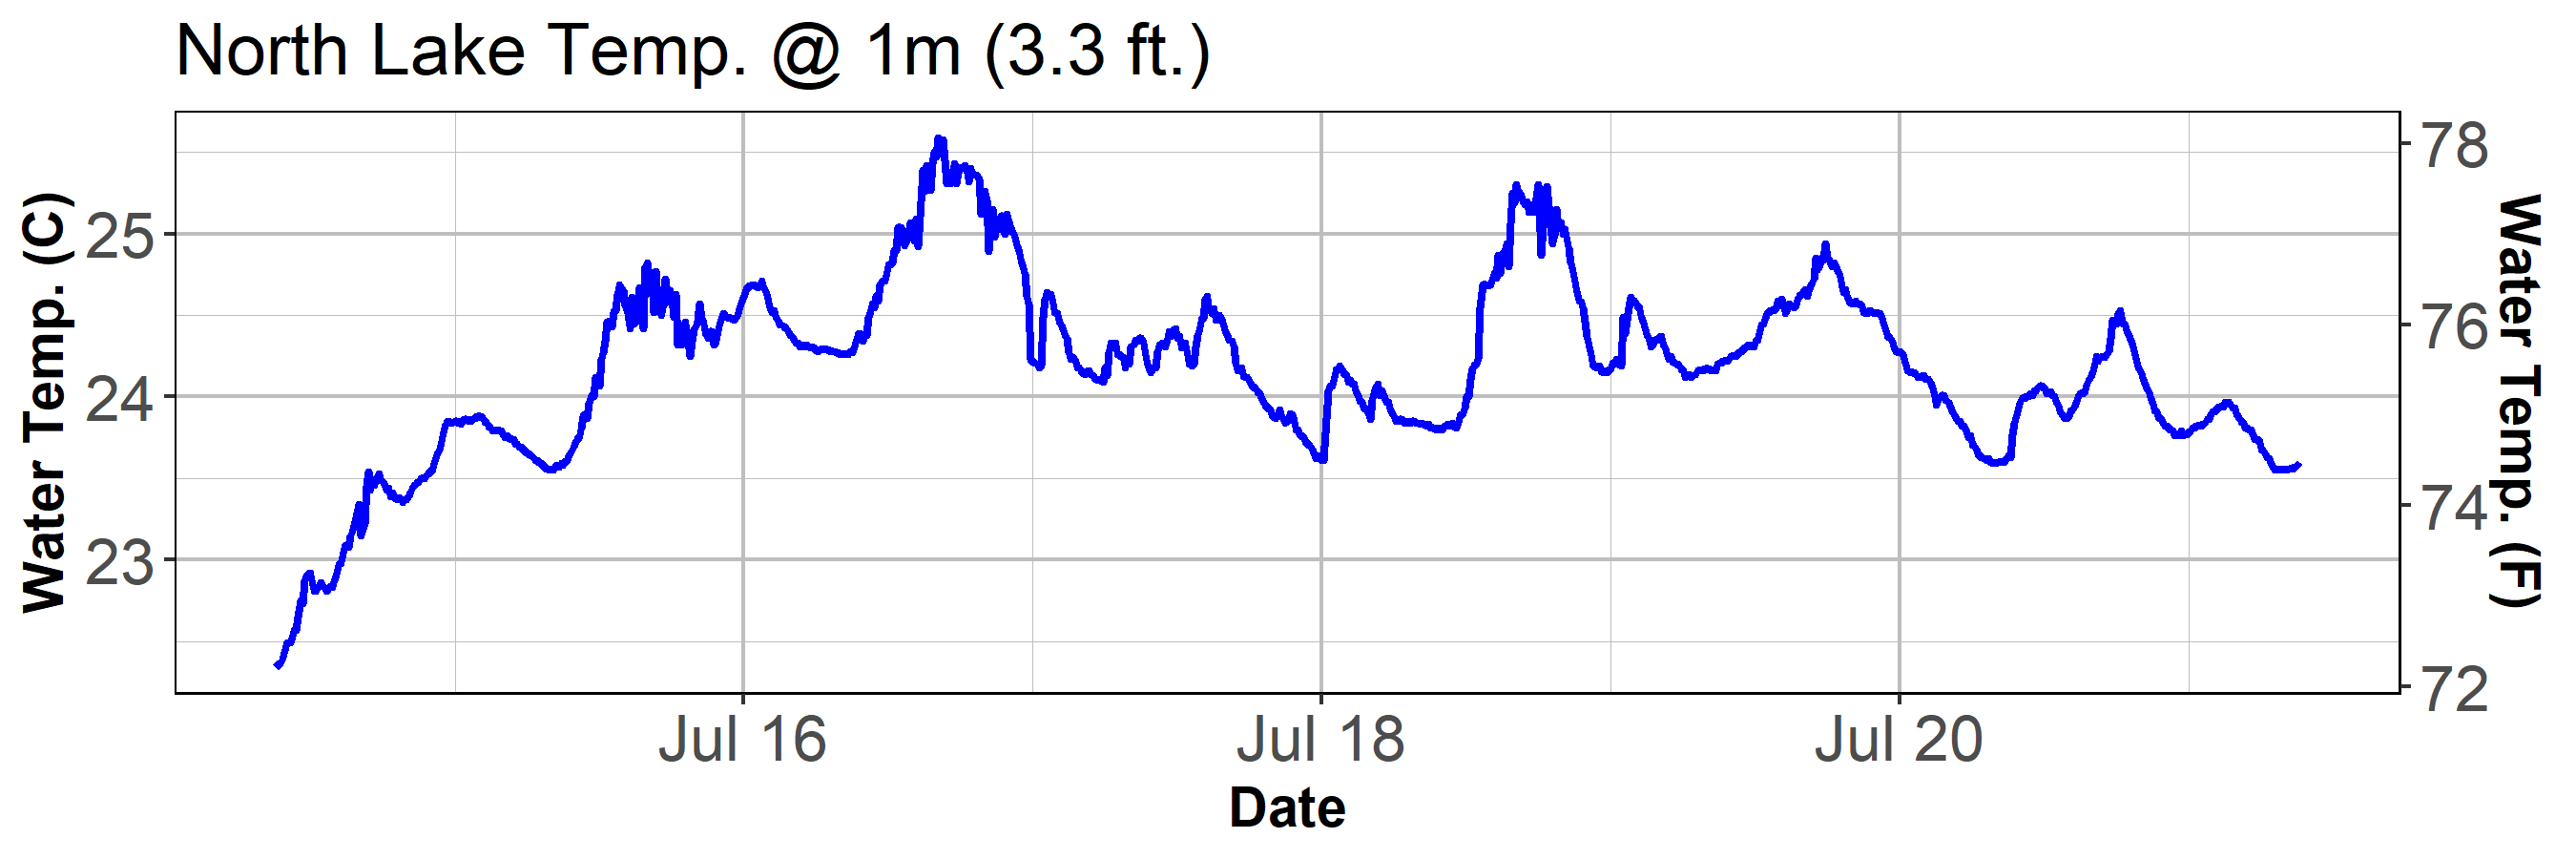 North Lake Temp. @ 1m (3.3 ft.)
Water Temp. (C)
25
24
23
78
76
74
72
Water Temp. (F)
Jul 16
Jul 18
Jul 20
Date